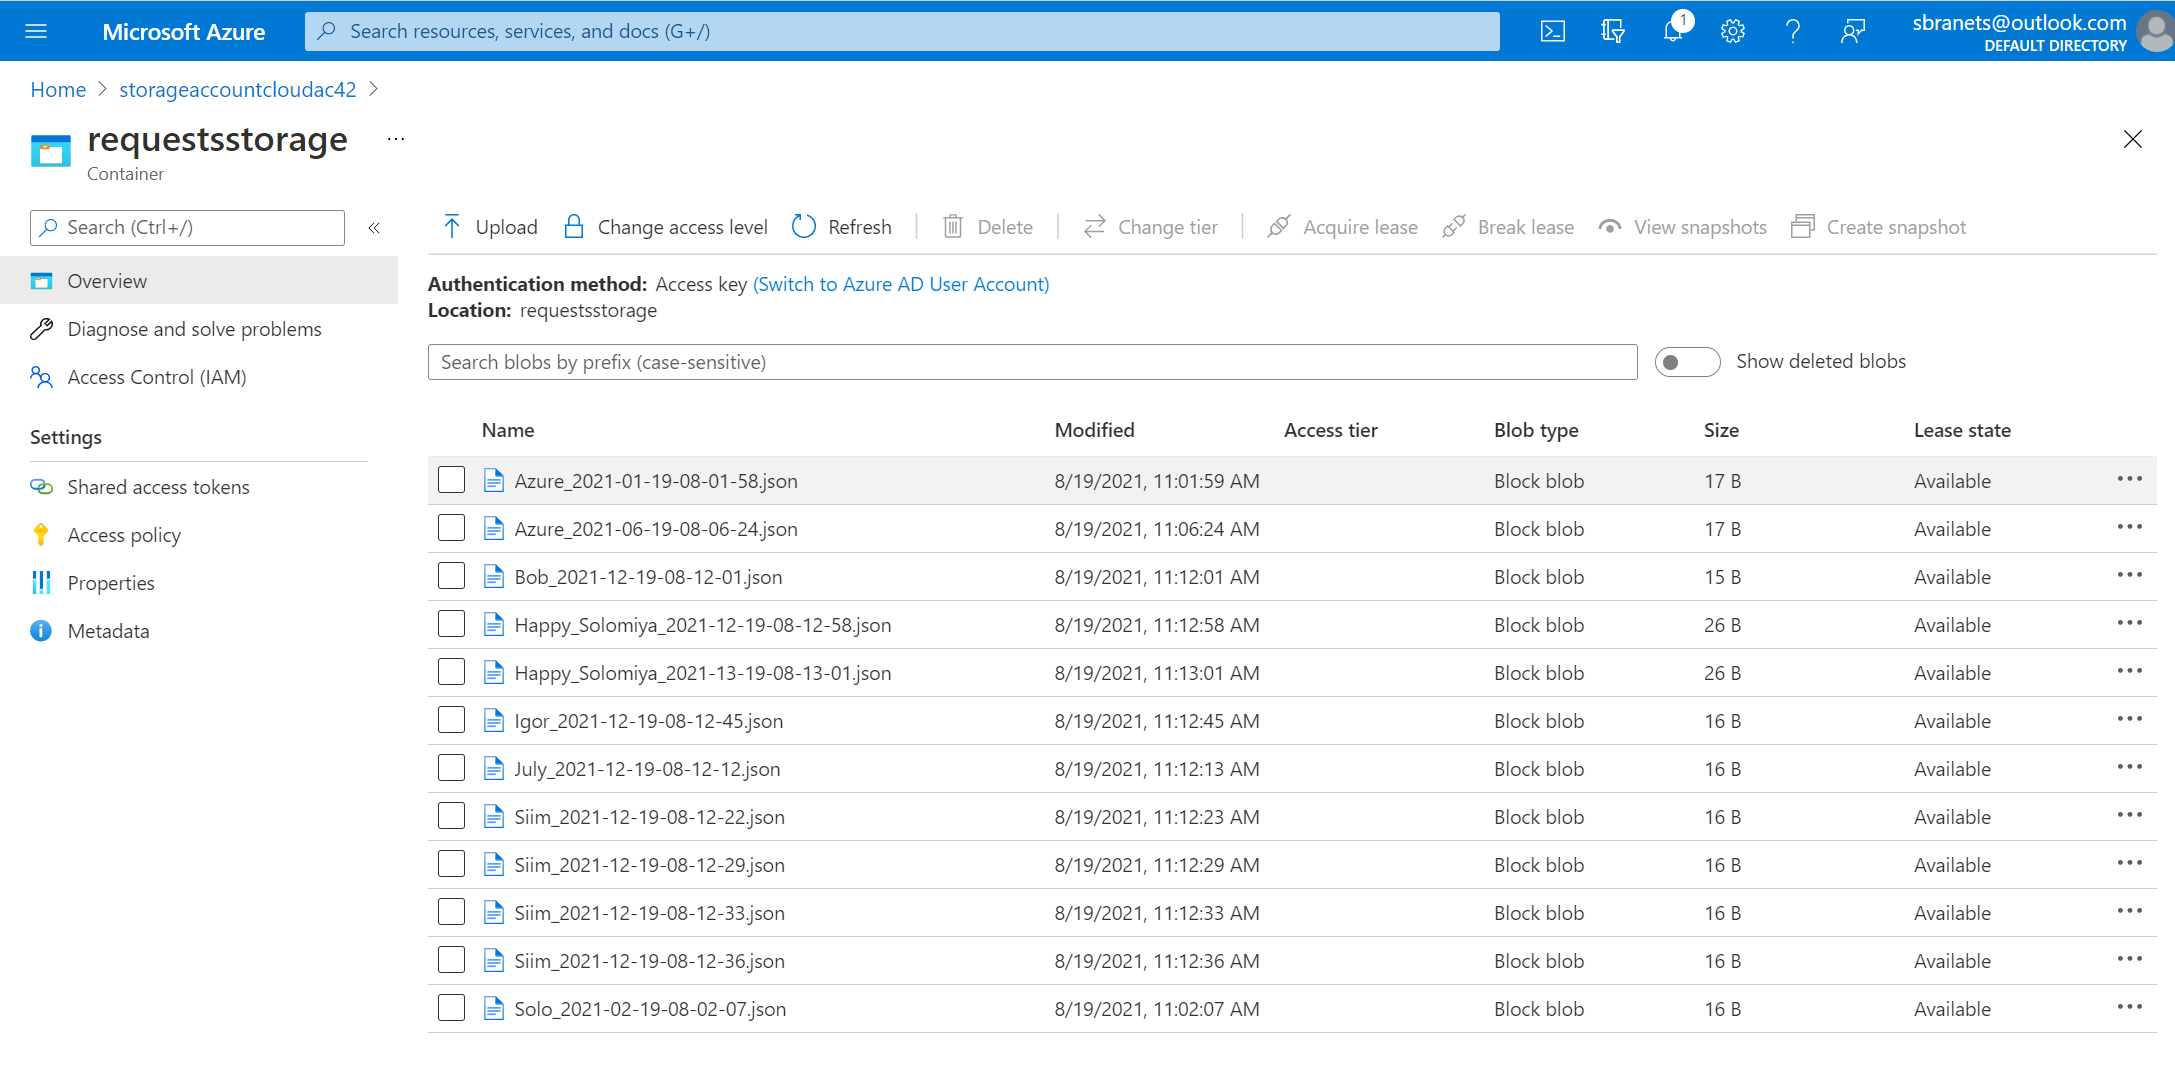 Microsoft Azure
Search resources, services, and docs (G+/)
1
sbranets@outlook.com
DEFAULT DIRECTORY
Home > storageaccountcloudac42 >
requestsstorage ...
Container
Search (Ctrl+/) «
Upload Change access level Refresh Delete Change tier Acquire lease Break lease View snapshots Create snapshot
Overview
Diagnose and solve problems
Access Control (IAM)
Settings
Shared access tokens
Access policy
Properties
Metadata
Authentication method: Access key (Switch to Azure AD User Account)
Location: requestsstorage
Search blobs by prefix (case-sensitive) Show deleted blobs
Name Modified Access tier Blob type Size Lease state
Azure_2021-01-19-08-01-58.json 8/19/2021, 11:01:59 AM Block blob 17 B Available ...
Azure_2021-06-19-08-06-24.json 8/19/2021, 11:06:24 AM Block blob 17 B Available ...
Bob_2021-12-19-08-12-01.json 8/19/2021, 11:12:01 AM Block blob 15 B Available ...
Happy_Solomiya_2021-12-19-08-12-58.json 8/19/2021, 11:12:58 AM Block blob 26 B Available ...
Happy_Solomiya_2021-13-19-08-13-01.json 8/19/2021, 11:13:01 AM Block blob 26 B Available ...
Igor_2021-12-19-08-12-45.json 8/19/2021, 11:12:45 AM Block blob 16 B Available ...
July_2021-12-19-08-12-12.json 8/19/2021, 11:12:13 AM Block blob 16 B Available ...
Siim_2021-12-19-08-12-22.json 8/19/2021, 11:12:23 AM Block blob 16 B Available ...
Siim_2021-12-19-08-12-29.json 8/19/2021, 11:12:29 AM Block blob 16 B Available ...
Siim_2021-12-19-08-12-33.json 8/19/2021, 11:12:33 AM Block blob 16 B Available ...
Siim_2021-12-19-08-12-36.json 8/19/2021, 11:12:36 AM Block blob 16 B Available ...
Solo_2021-02-19-08-02-07.json 8/19/2021, 11:02:07 AM Block blob 16 B Available ...